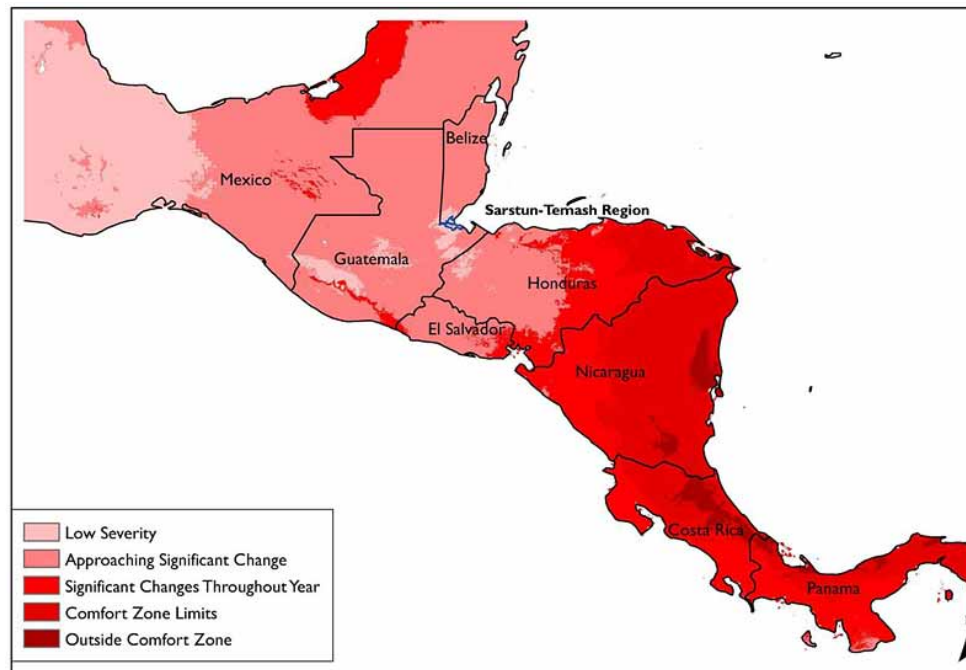 Belize
Mexico
Sarstun-Temash Region
Guatemala
Honduras
El Salvador
Nicaragua
Costa Rica
Panama
Low Severity
Approaching Significant Change
Significant Changes Throughout Year
Comfort Zone Limits
Outside Comfort Zone